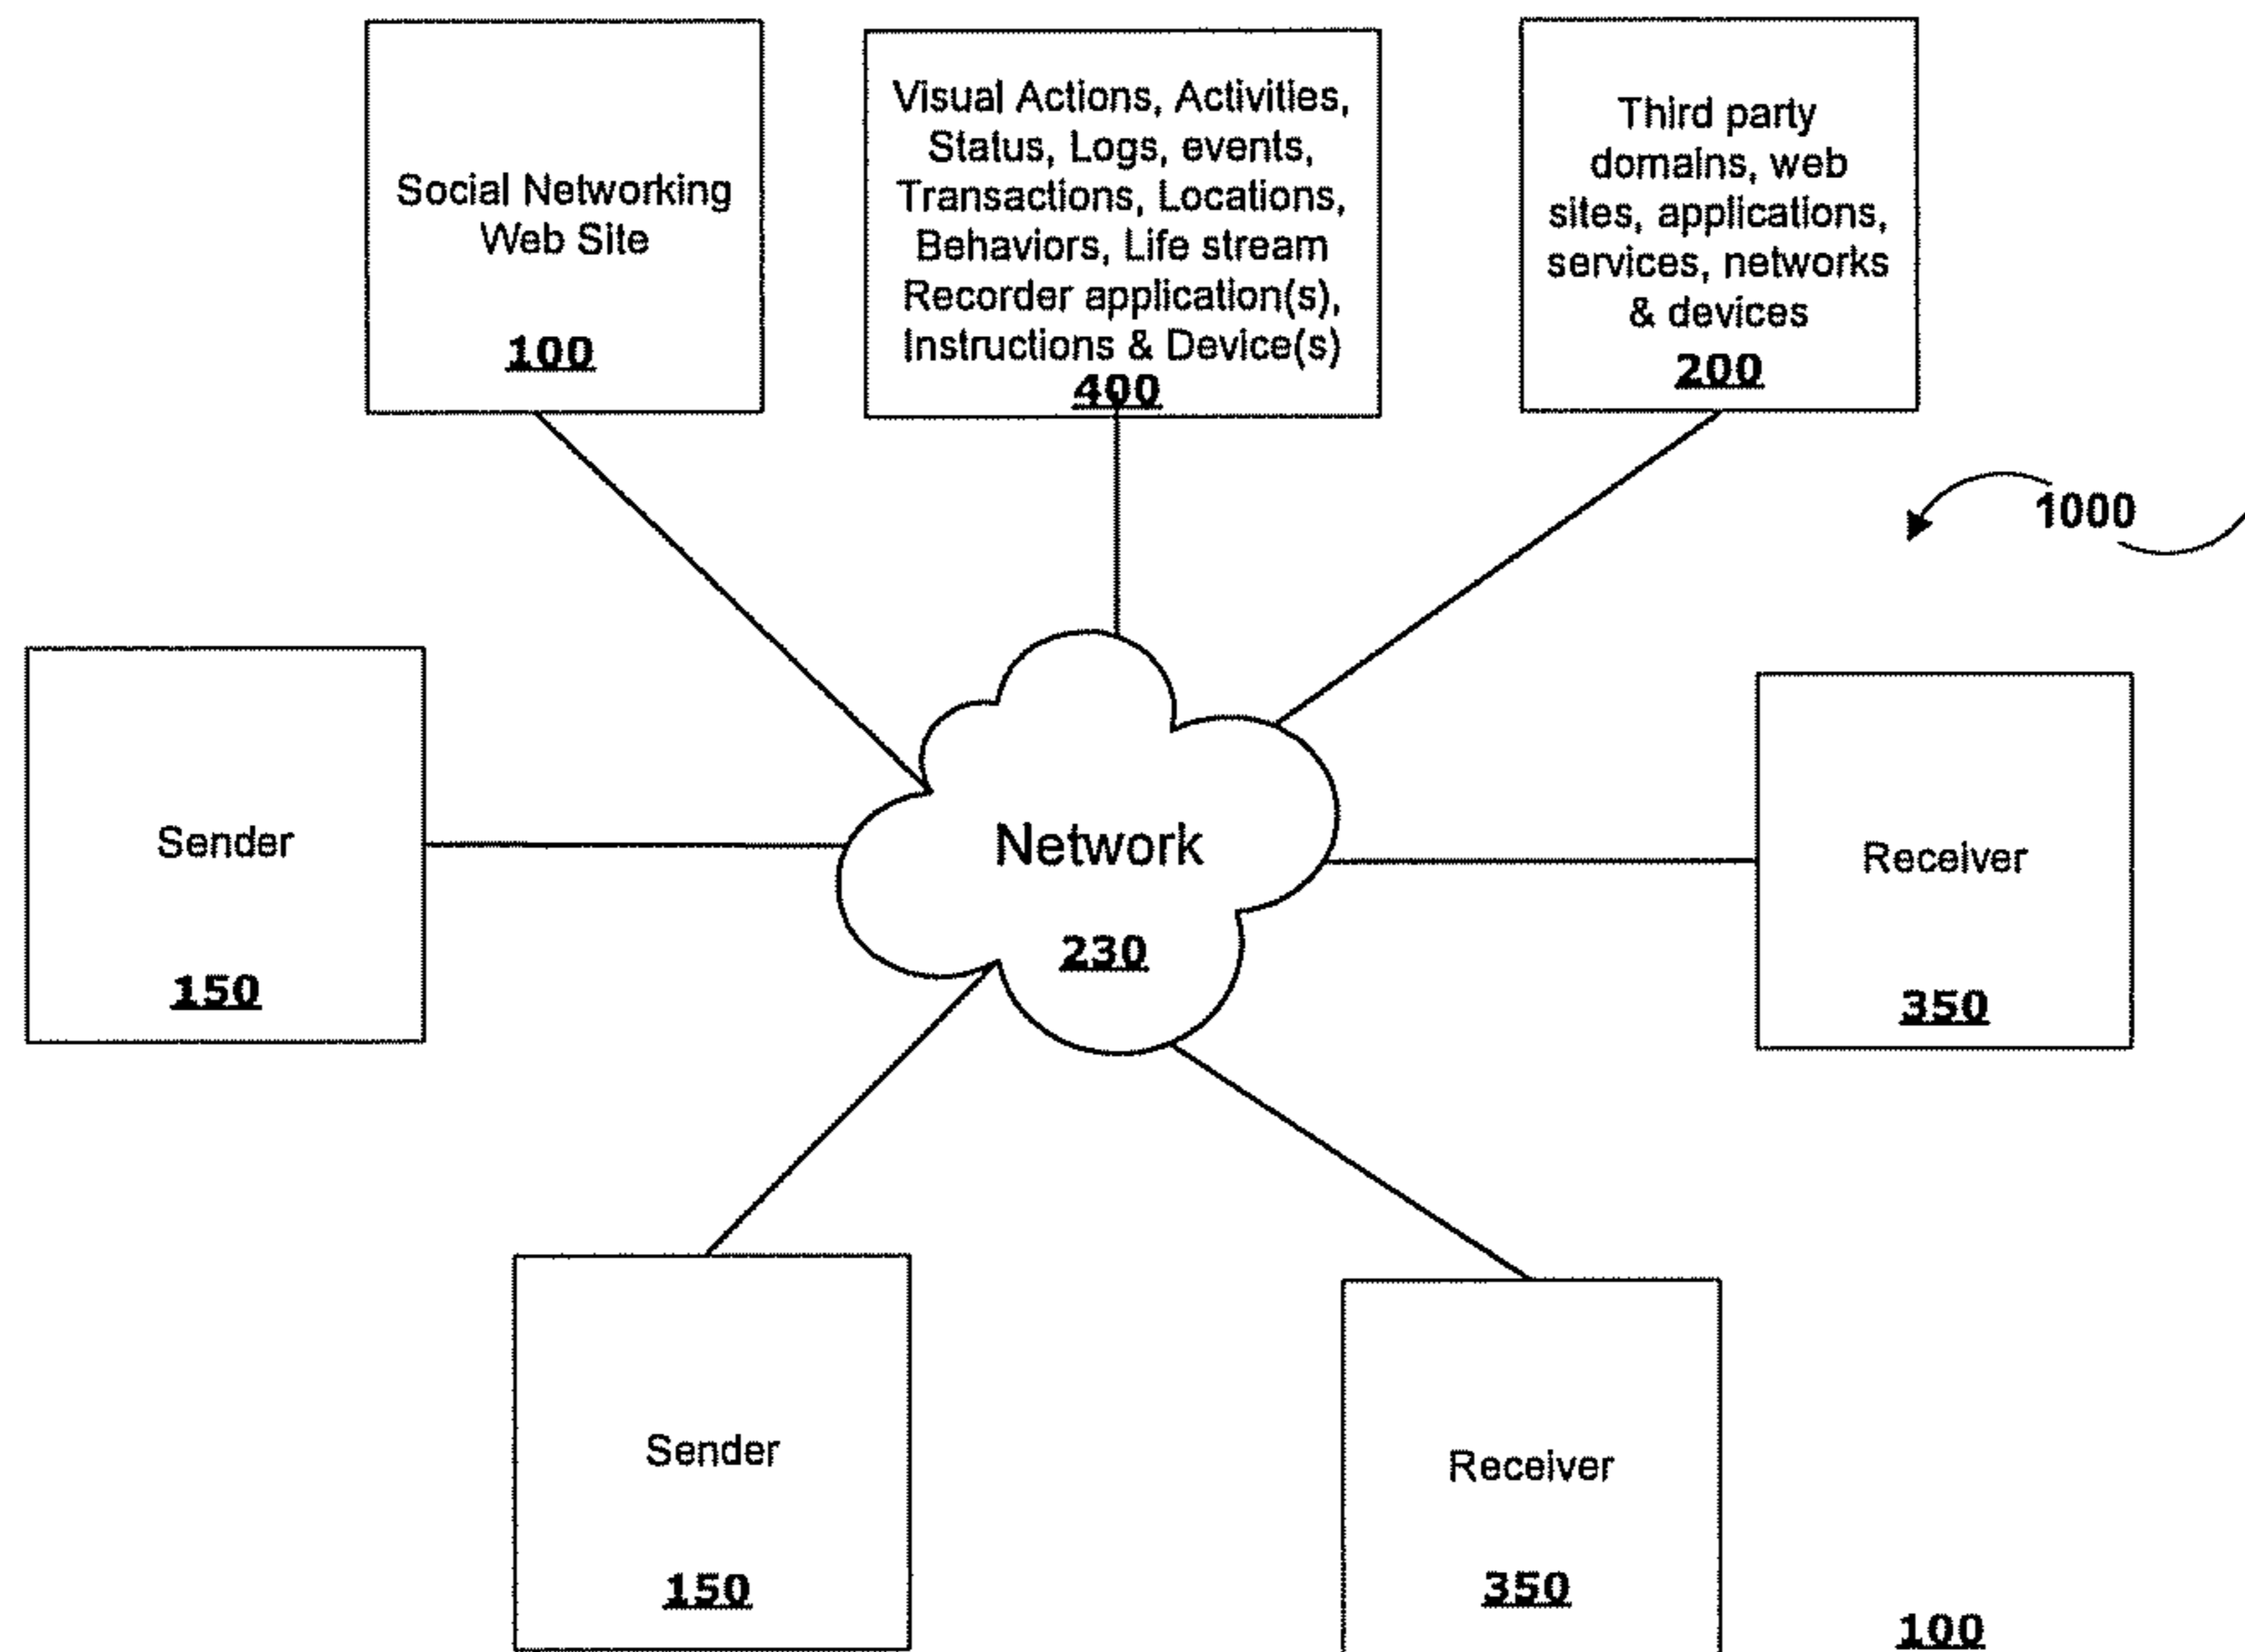 Social Networking
Web Site
100
Visual Actions, Activities,
Status, Logs, events,
Transactions, Locations,
Behaviors, Life stream
Recorder application(s),
Instructions & Device(s)
400
Third party
domains, web
sites, applications,
services, networks
& devices
200
1000
Sender
150
Network
230
Receiver
350
Sender
150
Receiver
350
100